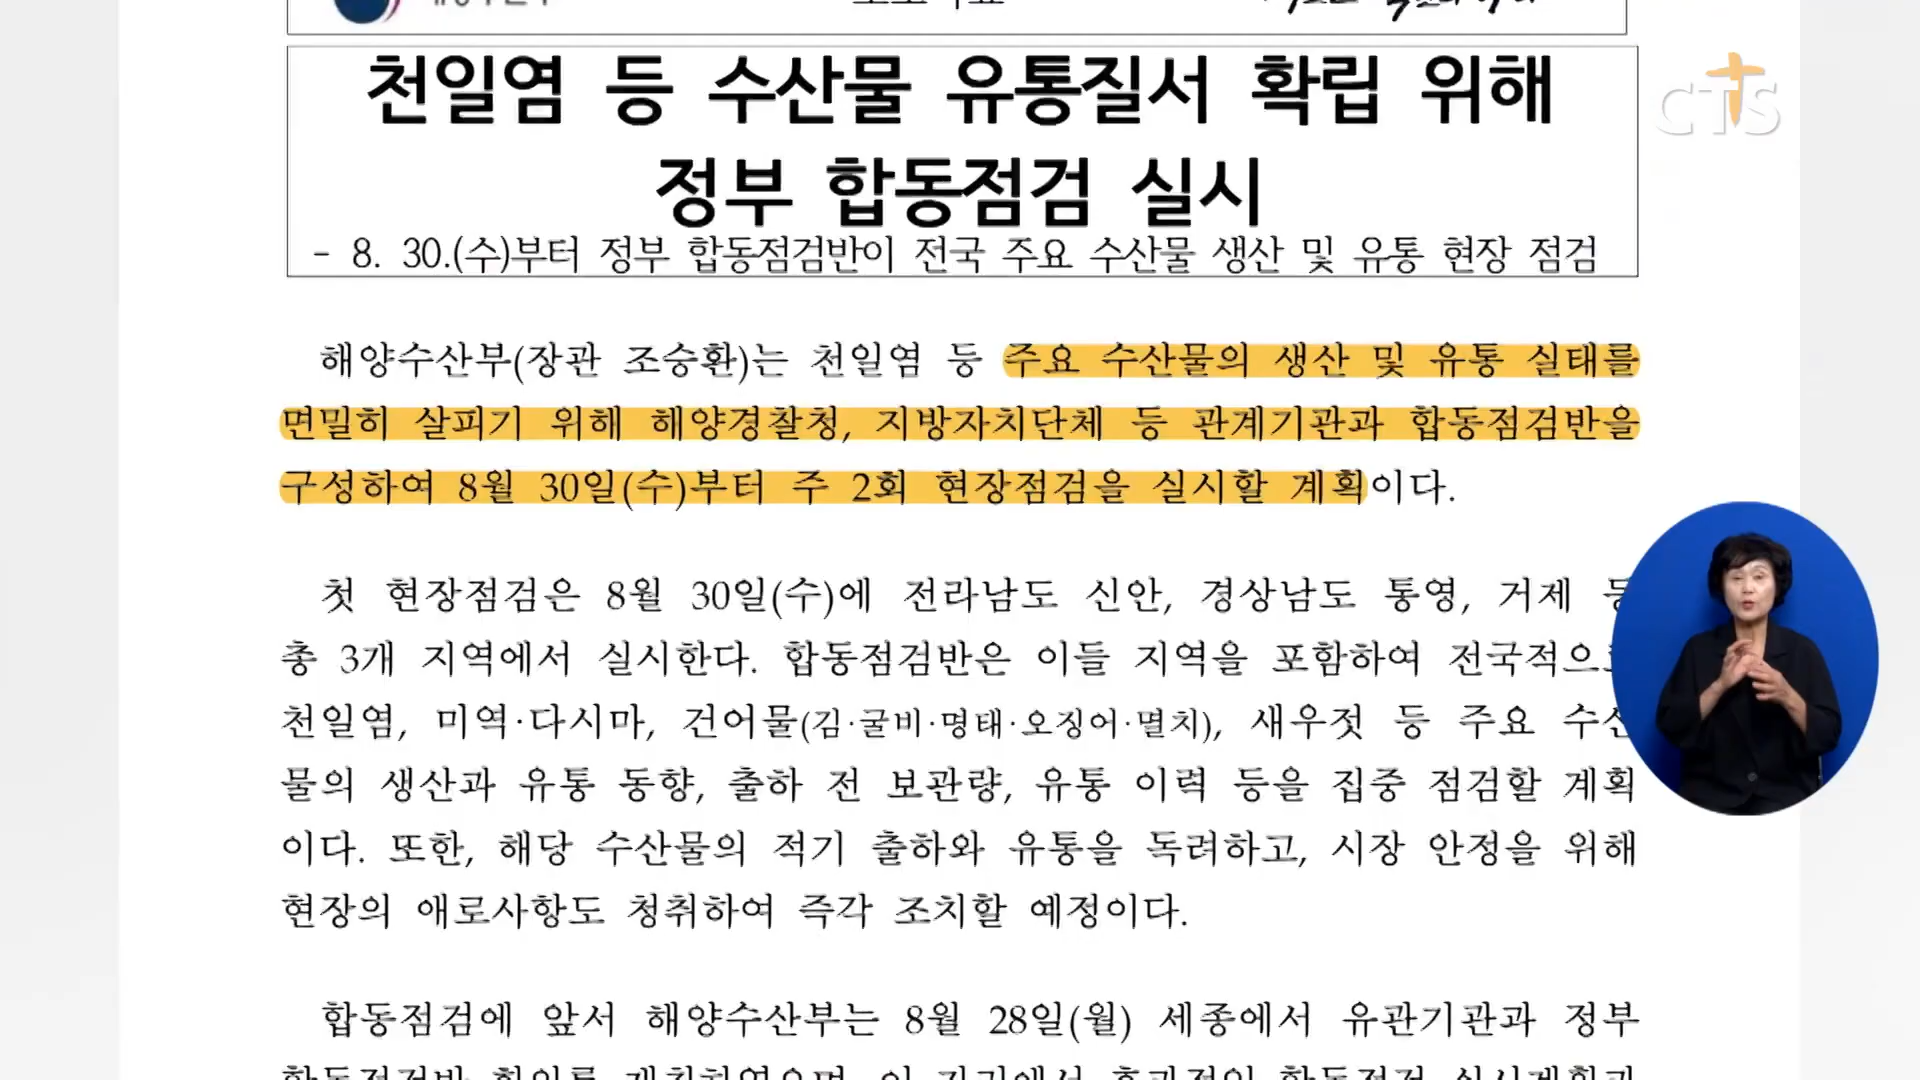 천일염 등 수산물 유통질서 확립 위해
정부 합동점검 실시
- 8. 30.(수)부터 정부 합동점검반이 전국 주요 수산물 생산 및 유통 현장 점검
CTS
해양수산부(장관 조승환)는 천일염 등 주요 수산물의 생산 및 유통 실태를
면밀히 살피기 위해 해양경찰청, 지방자치단체 등 관계기관과 합동점검반을
구성하여 8월 30일(수)부터 주 2회 현장점검을 실시할 계획이다.
첫 현장점검은 8월 30일(수)에 전라남도 신안, 경상남도 통영, 거제 등
총 3개 지역에서 실시한다. 합동점검반은 이들 지역을 포함하여 전국적으로
천일염, 미역·다시마, 건어물(김·굴비·명태·오징어·멸치), 새우젓 등 주요 수산
물의 생산과 유통 동향, 출하 전 보관량, 유통 이력 등을 집중 점검할 계획
이다. 또한, 해당 수산물의 적기 출하와 유통을 독려하고, 시장 안정을 위해
현장의 애로사항도 청취하여 즉각 조치할 예정이다.
합동점검에 앞서 해양수산부는 8월 28일(월) 세종에서 유관기관과 정부